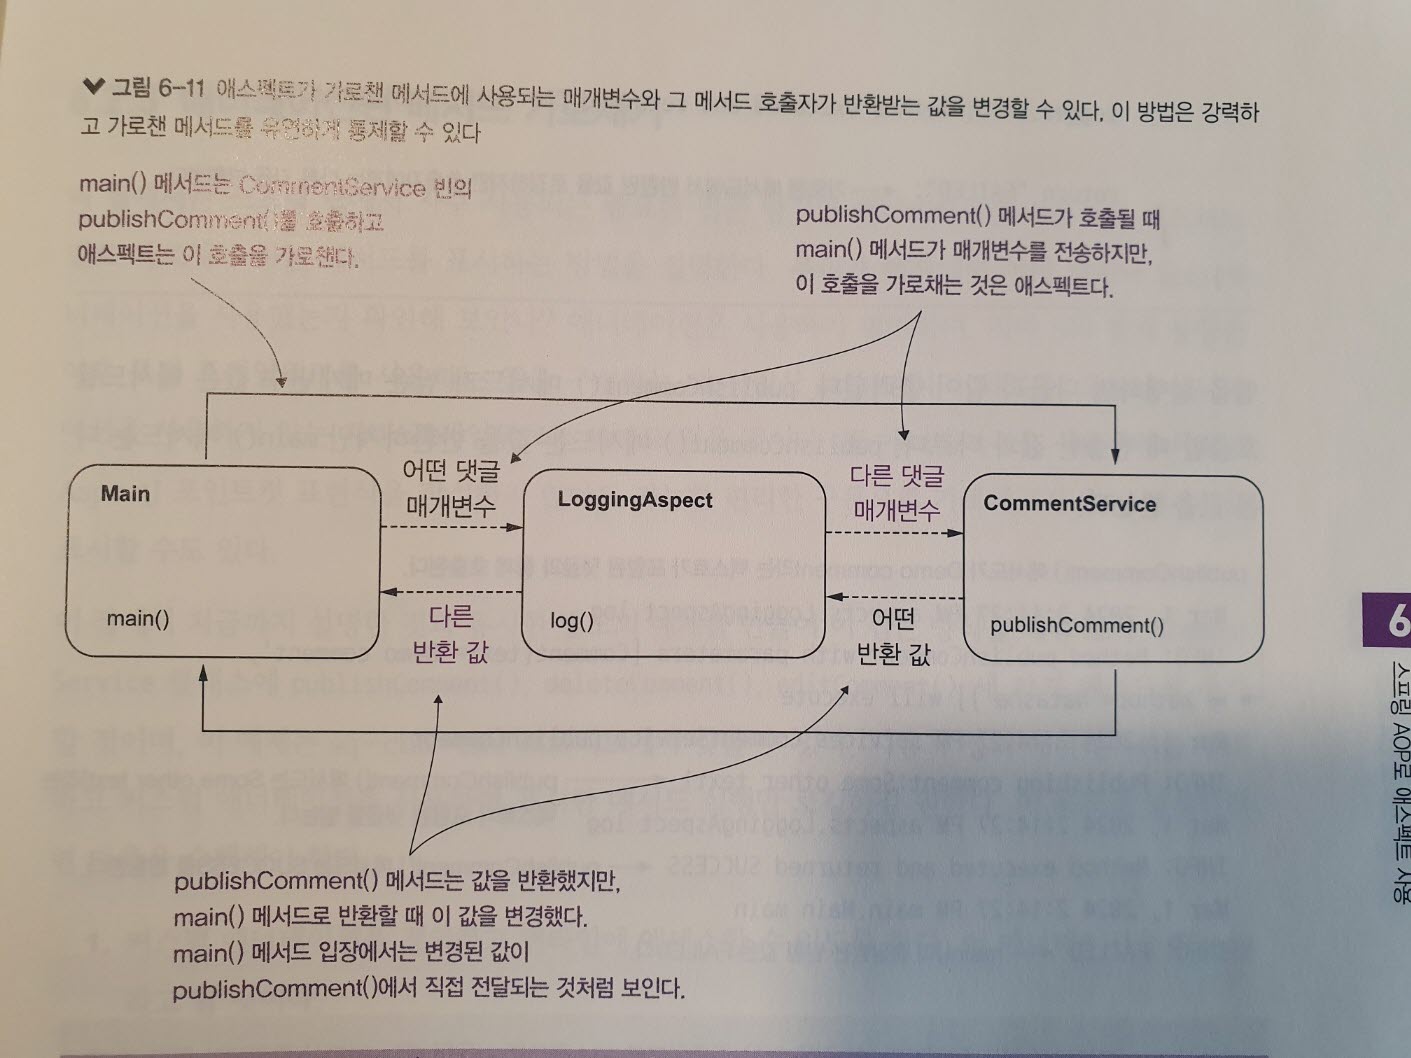 그림 6-11 애스펙트가 가로챈 메서드에 사용되는 매개변수와 그 메서드 호출자가 반환받는 값을 변경할 수 있다. 이 방법은 강력하
고 가로챈 메서드를 유연하게 통제할 수 있다
main() 메서드는 CommentService 빈의
publishComment()를 호출하고
애스펙트는 이 호출을 가로챈다.
publishComment() 메서드가 호출될 때
main() 메서드가 매개변수를 전송하지만,
이 호출을 가로채는 것은 애스펙트다.
Main
main()
어떤 댓글
매개변수
다른
반환 값
LoggingAspect
log()
다른 댓글
매개변수
어떤
반환 값
CommentService
publishComment()
publishComment() 메서드는 값을 반환했지만,
main() 메서드로 반환할 때 이 값을 변경했다.
main() 메서드 입장에서는 변경된 값이
publishComment()에서 직접 전달되는 것처럼 보인다.
6
스프링 AOP로 애스펙트 사용